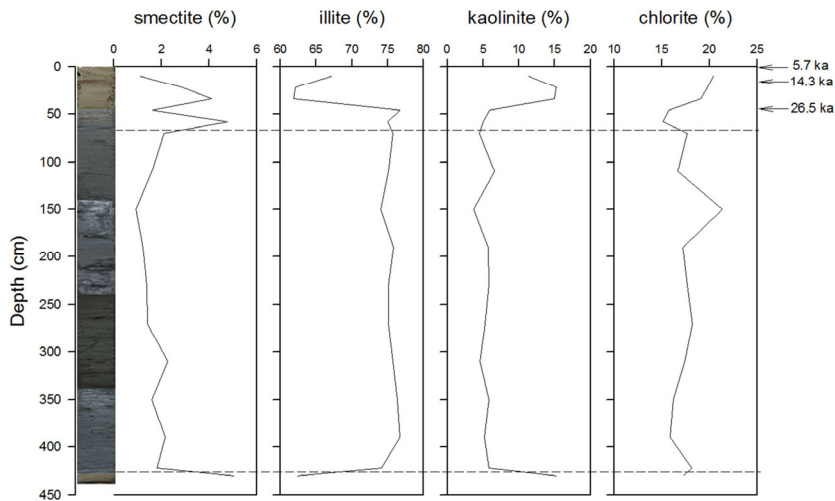 smectite (%) illite (%) kaolinite (%) chlorite (%)
0 2 4 6 60 65 70 75 80 0 5 10 15 20 10 15 20 25
0 5.7 ka
14.3 ka
50 26.5 ka
100
150
200
Depth (cm)
250
300
350
400
450